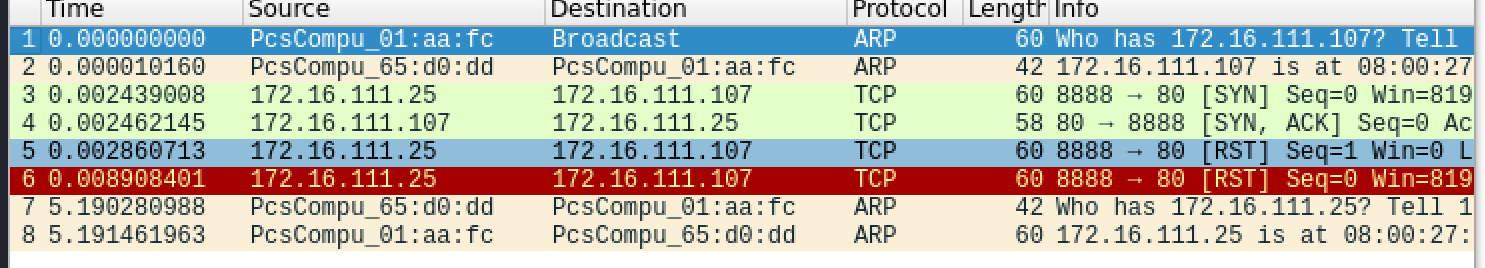 Time Source Destination Protocol Length Info
1 0.000000000 PcsCompu_01:aa:fc Broadcast ARP 60 Who has 172.16.111.107? Tell
2 0.000010160 PcsCompu_65:d0:dd PcsCompu_01:aa:fc ARP 42 172.16.111.107 is at 08:00:27
3 0.002439008 172.16.111.25 172.16.111.107 TCP 60 8888 → 80 [SYN] Seq=0 Win=819
4 0.002462145 172.16.111.107 172.16.111.25 TCP 58 80 → 8888 [SYN, ACK] Seq=0 Ac
5 0.002860713 172.16.111.25 172.16.111.107 TCP 60 8888 → 80 [RST] Seq=1 Win=0 L
6 0.008908401 172.16.111.25 172.16.111.107 TCP 60 8888 → 80 [RST] Seq=0 Win=819
7 5.190280988 PcsCompu_65:d0:dd PcsCompu_01:aa:fc ARP 42 Who has 172.16.111.25? Tell 1
8 5.191461963 PcsCompu_01:aa:fc PcsCompu_65:d0:dd ARP 60 172.16.111.25 is at 08:00:27: